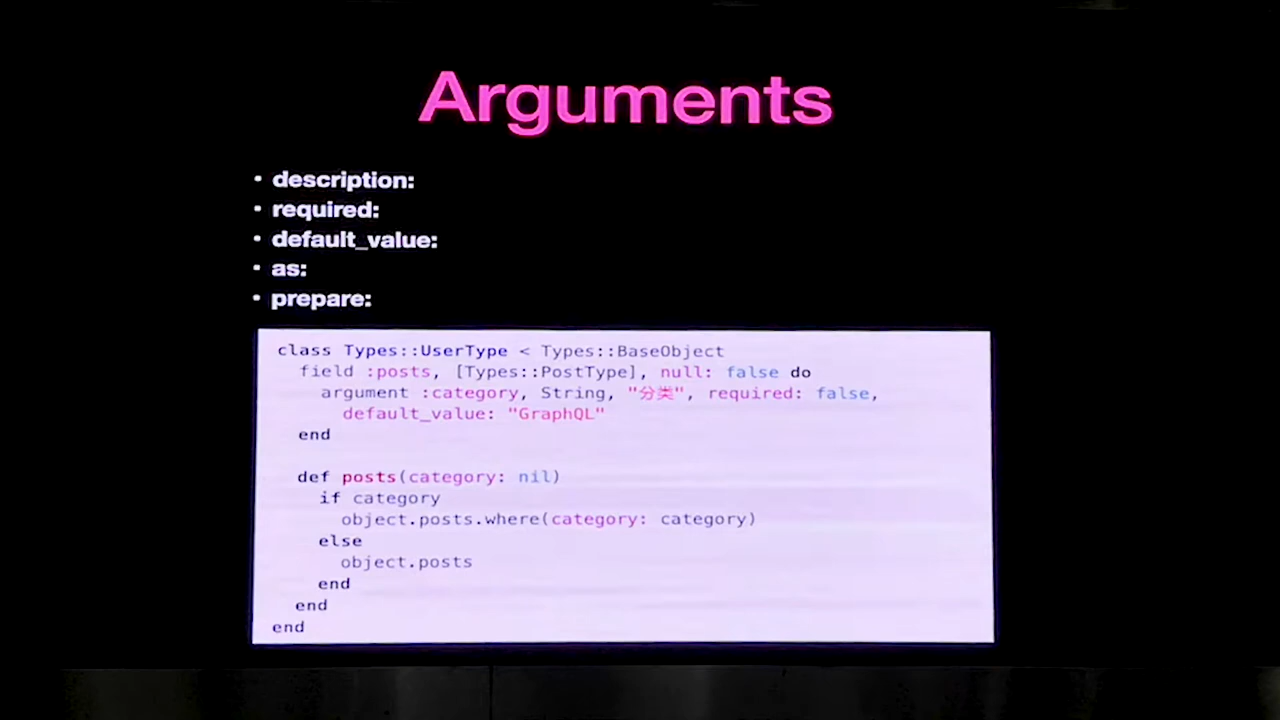 Arguments
• description:
• required:
• default_value:
• as:
• prepare:
class Types::UserType < Types::BaseObject
  field :posts, [Types::PostType], null: false do
    argument :category, String, "分类", required: false,
      default_value: "GraphQL"
  end
  def posts(category: nil)
    if category
      object.posts.where(category: category)
    else
      object.posts
    end
  end
end